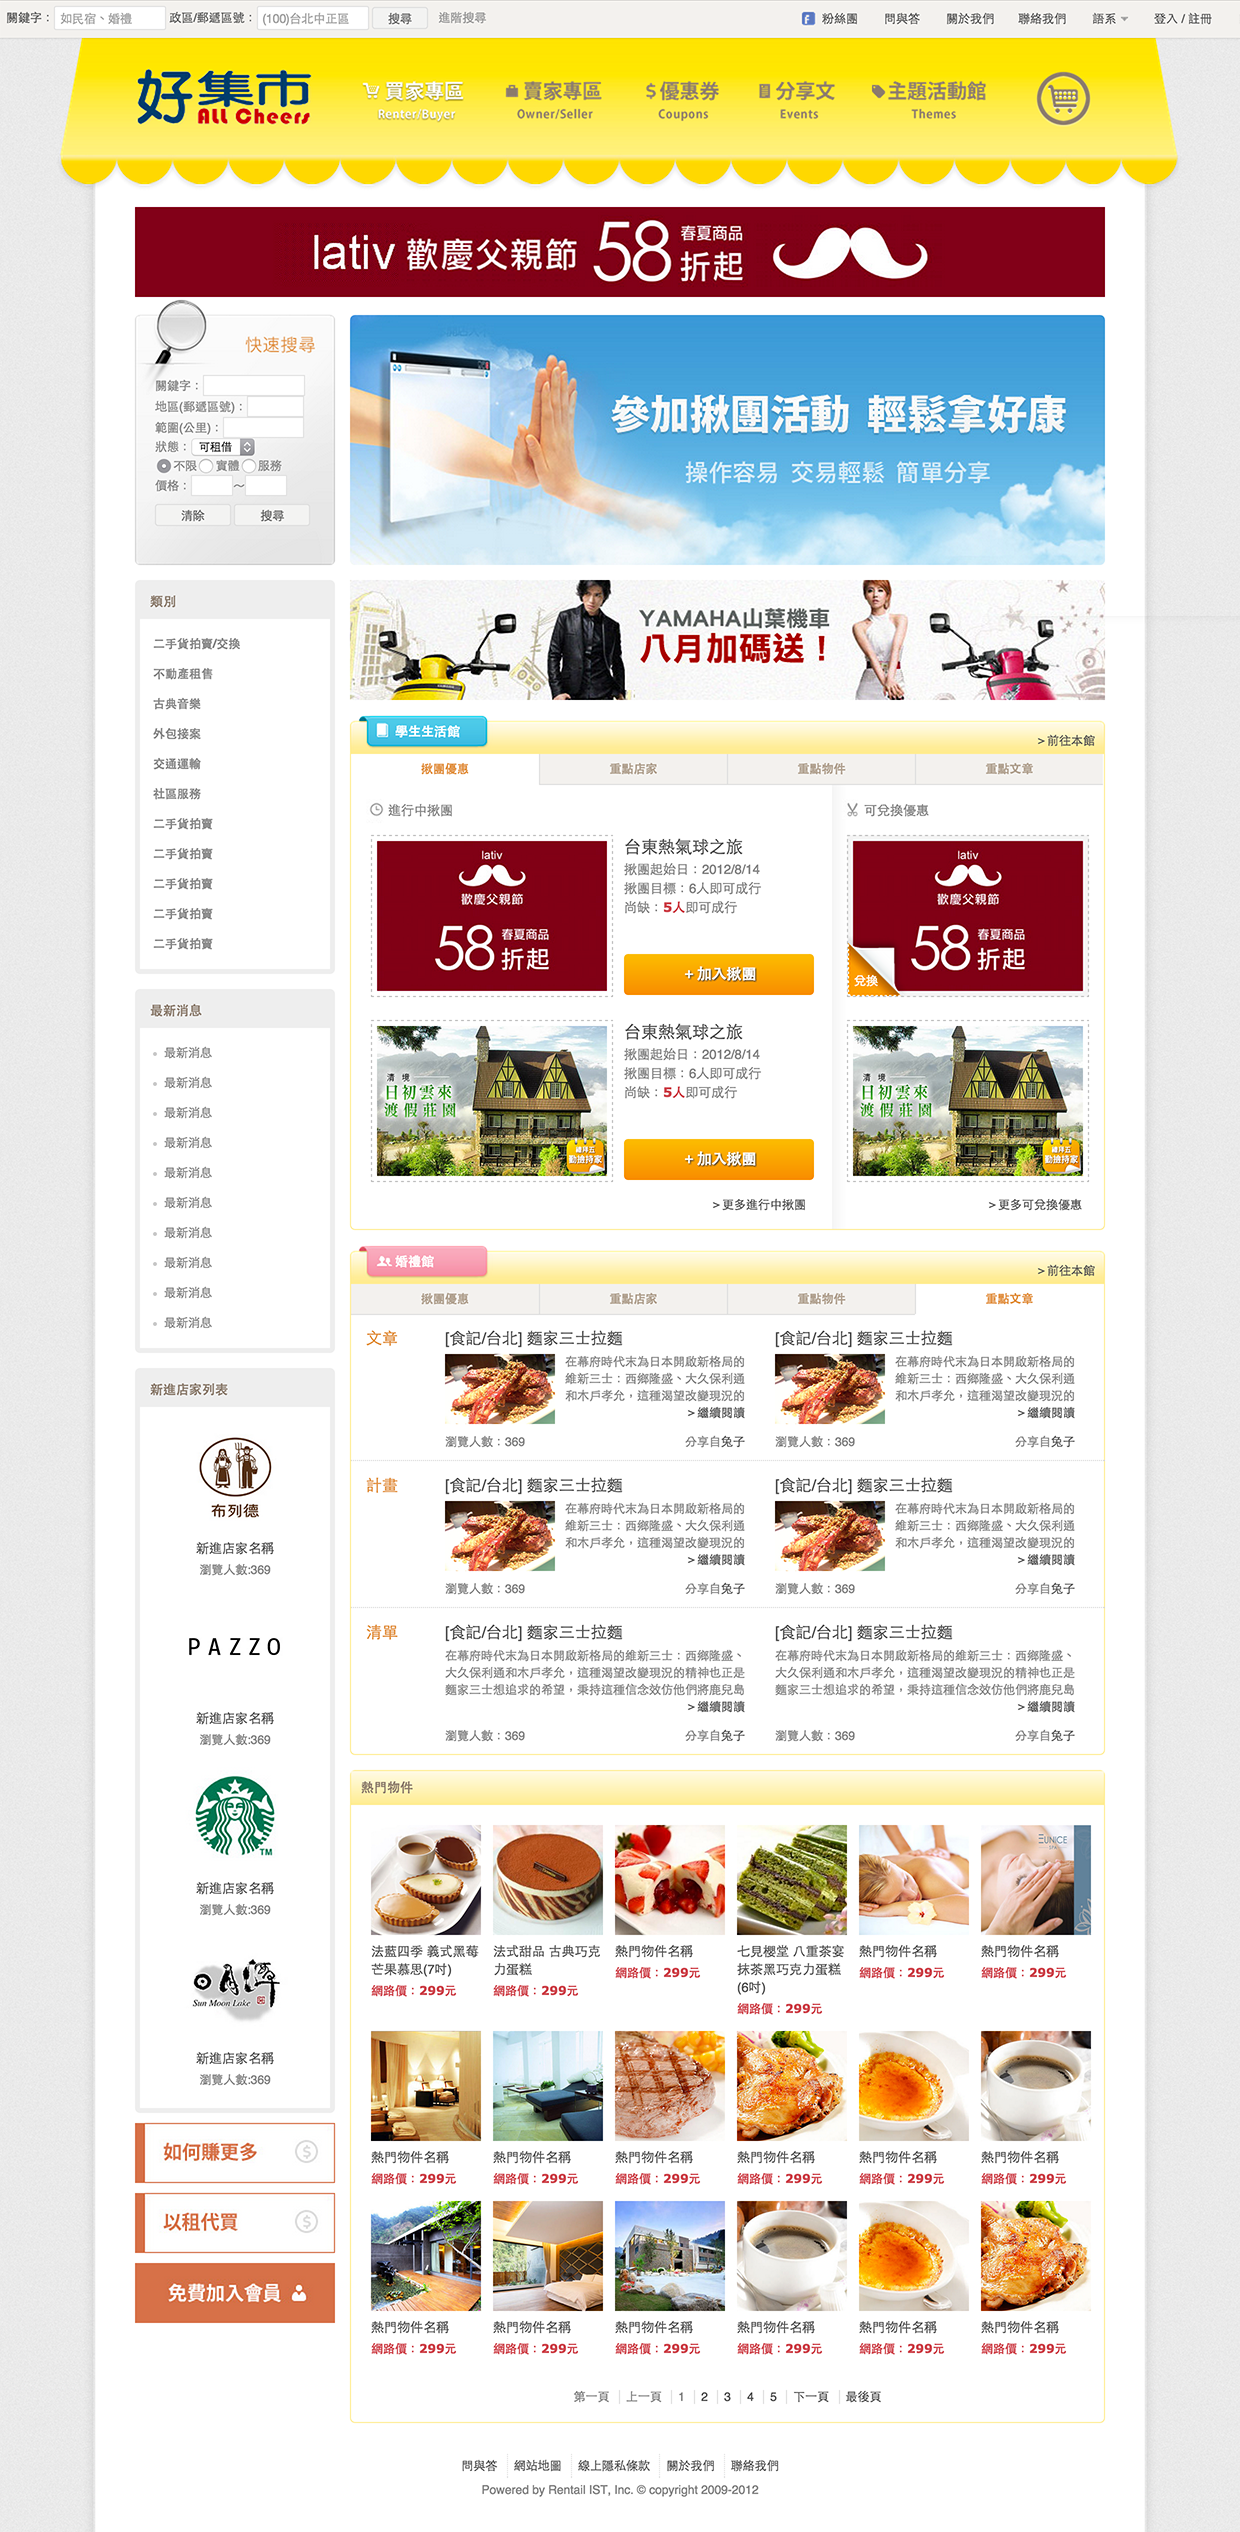 關鍵字： 如民宿、婚禮 政區/郵遞區號： (100)台北中正區 搜尋 進階搜尋 粉絲團 問與答 關於我們 聯絡我們 語系 登入 / 註冊
好集市
ALL Cheers
買家專區 賣家專區 $優惠券 分享文 主題活動館
Renter/Buyer Owner/Seller Coupons Events Themes
lativ 歡慶父親節 58 春夏商品 折起
快速搜尋
關鍵字：
地區(郵遞區號)：
範圍(公里)：
狀態： 可租借
不限 實體 服務
價格： ～
清除 搜尋
參加揪團活動 輕鬆拿好康
操作容易 交易輕鬆 簡單分享
YAMAHA山葉機車
八月加碼送！
類別
二手貨拍賣/交換
不動產租售
古典音樂
外包接案
交通運輸
社區服務
二手貨拍賣
二手貨拍賣
二手貨拍賣
二手貨拍賣
二手貨拍賣
最新消息
最新消息
最新消息
最新消息
最新消息
最新消息
最新消息
最新消息
最新消息
最新消息
最新消息
新進店家列表
布列德
新進店家名稱
瀏覽人數:369
PAZZO
新進店家名稱
瀏覽人數:369
TM
新進店家名稱
瀏覽人數:369
日月潭
Sun Moon Lake
新進店家名稱
瀏覽人數:369
如何賺更多 $
以租代買 $
免費加入會員
學生生活館
> 前往本館
揪團優惠 重點店家 重點物件 重點文章
進行中揪團
lativ
歡慶父親節
58 春夏商品 折起
台東熱氣球之旅
揪團起始日：2012/8/14
揪團目標：6人即可成行
尚缺：5人即可成行
+ 加入揪團
清境
日初雲來
渡假莊園
勤儉持家
台東熱氣球之旅
揪團起始日：2012/8/14
揪團目標：6人即可成行
尚缺：5人即可成行
+ 加入揪團
> 更多進行中揪團
可兌換優惠
lativ
歡慶父親節
58 春夏商品 折起
兌換
清境
日初雲來
渡假莊園
勤儉持家
> 更多可兌換優惠
婚禮館
> 前往本館
揪團優惠 重點店家 重點物件 重點文章
文章
[食記/台北] 麵家三士拉麵
在幕府時代末為日本開啟新格局的
維新三士：西鄉隆盛、大久保利通
和木戶孝允，這種渴望改變現況的
> 繼續閱讀
瀏覽人數：369 分享自兔子
[食記/台北] 麵家三士拉麵
在幕府時代末為日本開啟新格局的
維新三士：西鄉隆盛、大久保利通
和木戶孝允，這種渴望改變現況的
> 繼續閱讀
瀏覽人數：369 分享自兔子
計畫
[食記/台北] 麵家三士拉麵
在幕府時代末為日本開啟新格局的
維新三士：西鄉隆盛、大久保利通
和木戶孝允，這種渴望改變現況的
> 繼續閱讀
瀏覽人數：369 分享自兔子
[食記/台北] 麵家三士拉麵
在幕府時代末為日本開啟新格局的
維新三士：西鄉隆盛、大久保利通
和木戶孝允，這種渴望改變現況的
> 繼續閱讀
瀏覽人數：369 分享自兔子
清單
[食記/台北] 麵家三士拉麵
在幕府時代末為日本開啟新格局的維新三士：西鄉隆盛、
大久保利通和木戶孝允，這種渴望改變現況的精神也正是
麵家三士想追求的希望，秉持這種信念效仿他們將鹿兒島
> 繼續閱讀
瀏覽人數：369 分享自兔子
[食記/台北] 麵家三士拉麵
在幕府時代末為日本開啟新格局的維新三士：西鄉隆盛、
大久保利通和木戶孝允，這種渴望改變現況的精神也正是
麵家三士想追求的希望，秉持這種信念效仿他們將鹿兒島
> 繼續閱讀
瀏覽人數：369 分享自兔子
熱門物件
EUNICE
法藍四季 義式黑莓
芒果慕思(7吋)
網路價：299元
法式甜品 古典巧克
力蛋糕
網路價：299元
熱門物件名稱
網路價：299元
七見櫻堂 八重茶宴
抹茶黑巧克力蛋糕
(6吋)
網路價：299元
熱門物件名稱
網路價：299元
熱門物件名稱
網路價：299元
熱門物件名稱 熱門物件名稱 熱門物件名稱 熱門物件名稱 熱門物件名稱 熱門物件名稱
網路價：299元 網路價：299元 網路價：299元 網路價：299元 網路價：299元 網路價：299元
熱門物件名稱 熱門物件名稱 熱門物件名稱 熱門物件名稱 熱門物件名稱 熱門物件名稱
網路價：299元 網路價：299元 網路價：299元 網路價：299元 網路價：299元 網路價：299元
第一頁 上一頁 1 2 3 4 5 下一頁 最後頁
問與答 網站地圖 線上隱私條款 關於我們 聯絡我們
Powered by Rentail IST, Inc. © copyright 2009-2012